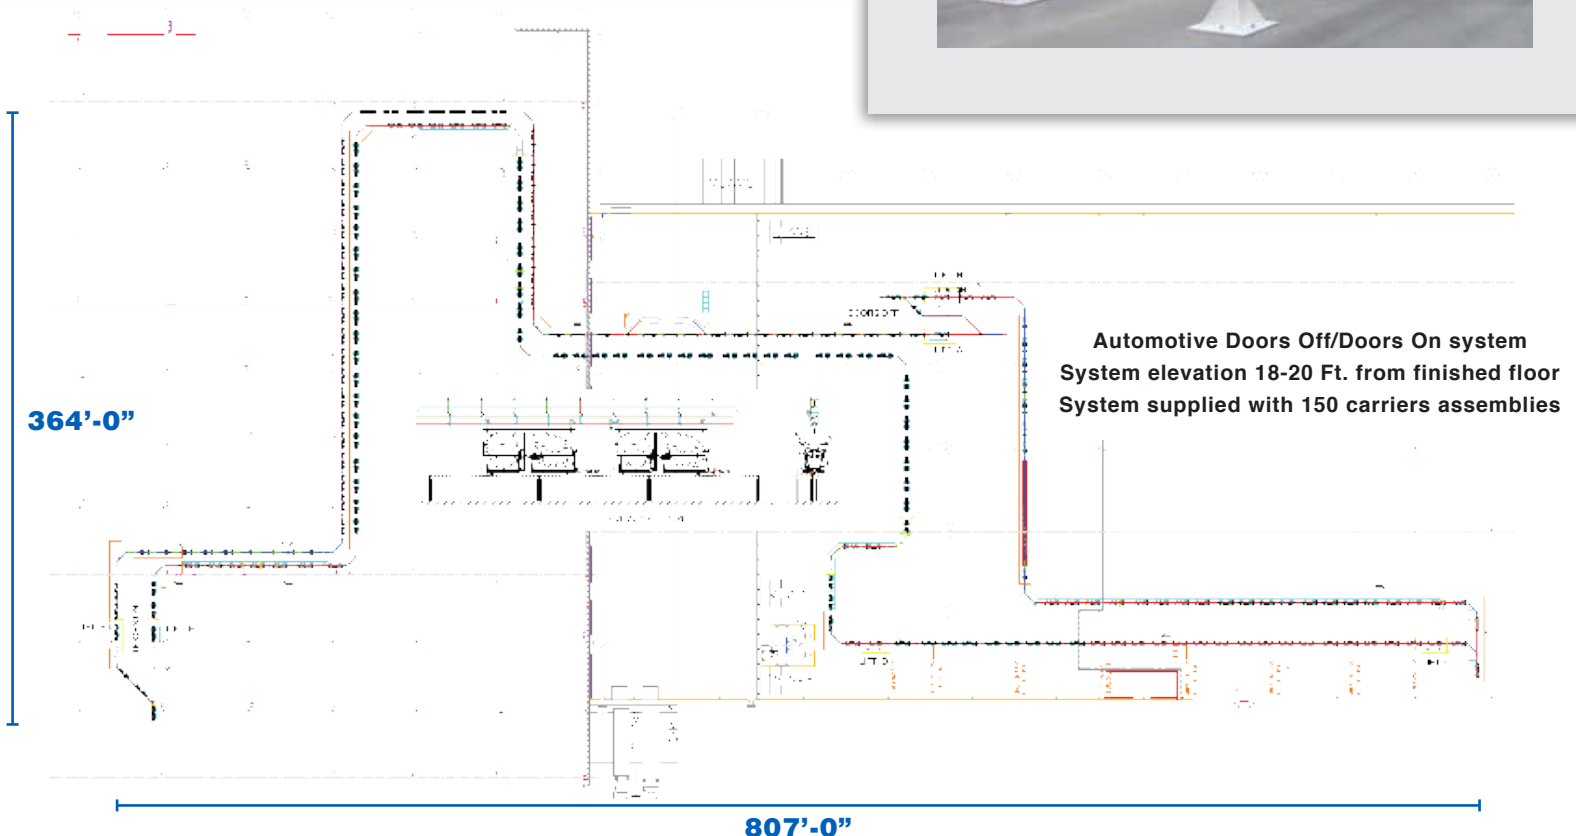 364’-0”
Automotive Doors Off/Doors On system
System elevation 18-20 Ft. from finished floor
System supplied with 150 carriers assemblies
807’-0”